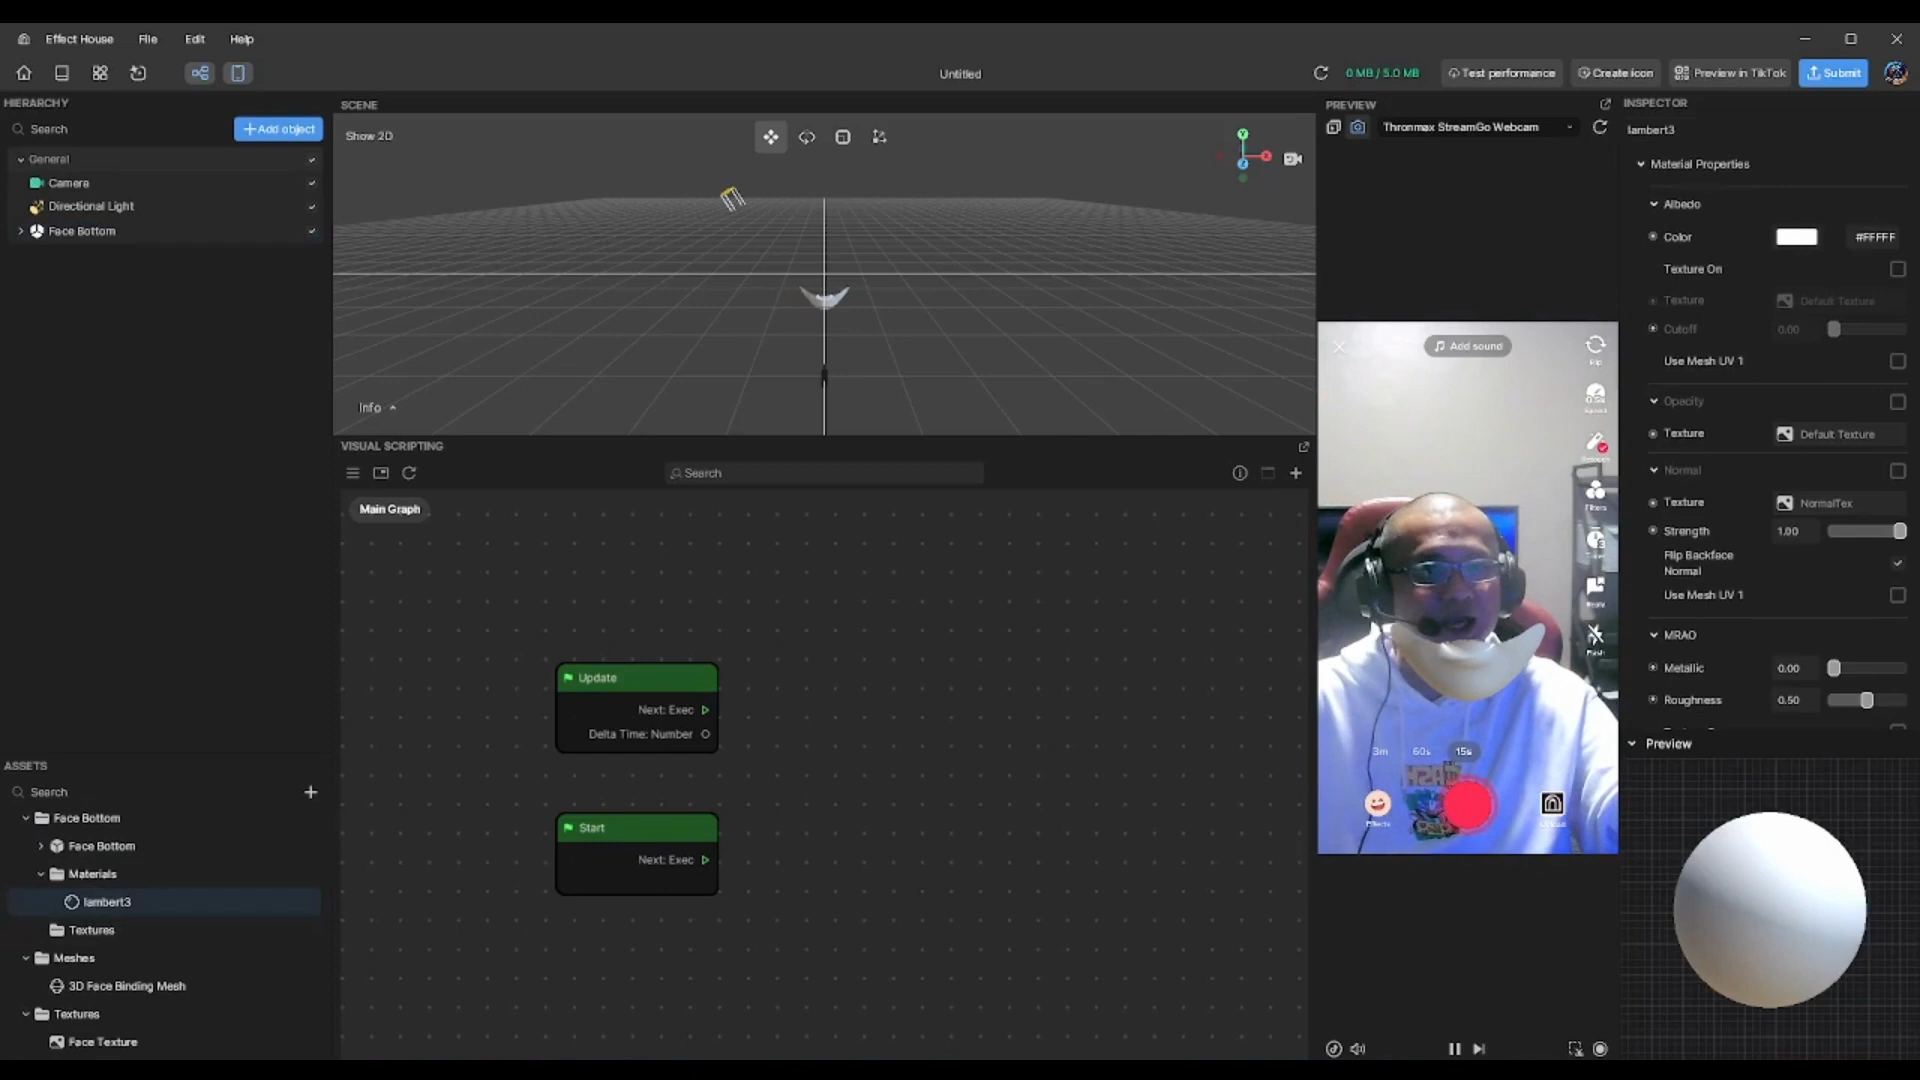 Effect House File Edit Help
Untitled
0 MB / 5.0 MB
Test performance
Create icon
Preview in TikTok
Submit
HIERARCHY
Search
+Add object
General
Camera
Directional Light
Face Bottom
SCENE
Show 2D
Y
X
Z
Info
VISUAL SCRIPTING
Search
Main Graph
Update
Next: Exec
Delta Time: Number
Start
Next: Exec
ASSETS
Search
Face Bottom
Face Bottom
Materials
lambert3
Textures
Meshes
3D Face Binding Mesh
Textures
Face Texture
PREVIEW
Thronmax StreamGo Webcam
Add sound
Flip
Filters
Flash
3m 60s 15s
Effects
INSPECTOR
lambert3
Material Properties
Albedo
Color #FFFFF
Texture On
Texture Default Texture
Cutoff 0.00
Use Mesh UV 1
Opacity
Texture Default Texture
Normal
Texture NormalTex
Strength 1.00
Flip Backface
Normal
Use Mesh UV 1
MRAO
Metallic 0.00
Roughness 0.50
Preview